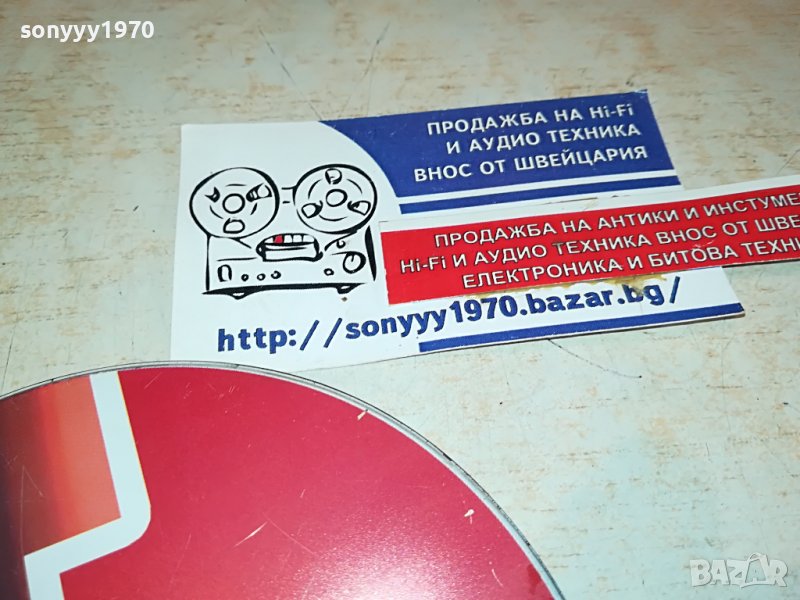 sonyyy1970
ПРОДАЖБА НА Hi-Fi
И АУДИО ТЕХНИКА
ВНОС ОТ ШВЕЙЦАРИЯ
ПРОДАЖБА НА АНТИКИ И ИНСТУМЕ
Hi-Fi И АУДИО ТЕХНИКА ВНОС ОТ ШВЕ
ЕЛЕКТРОНИКА И БИТОВА ТЕХН
http://sonyyy1970.bazar.bg/
BAZAR